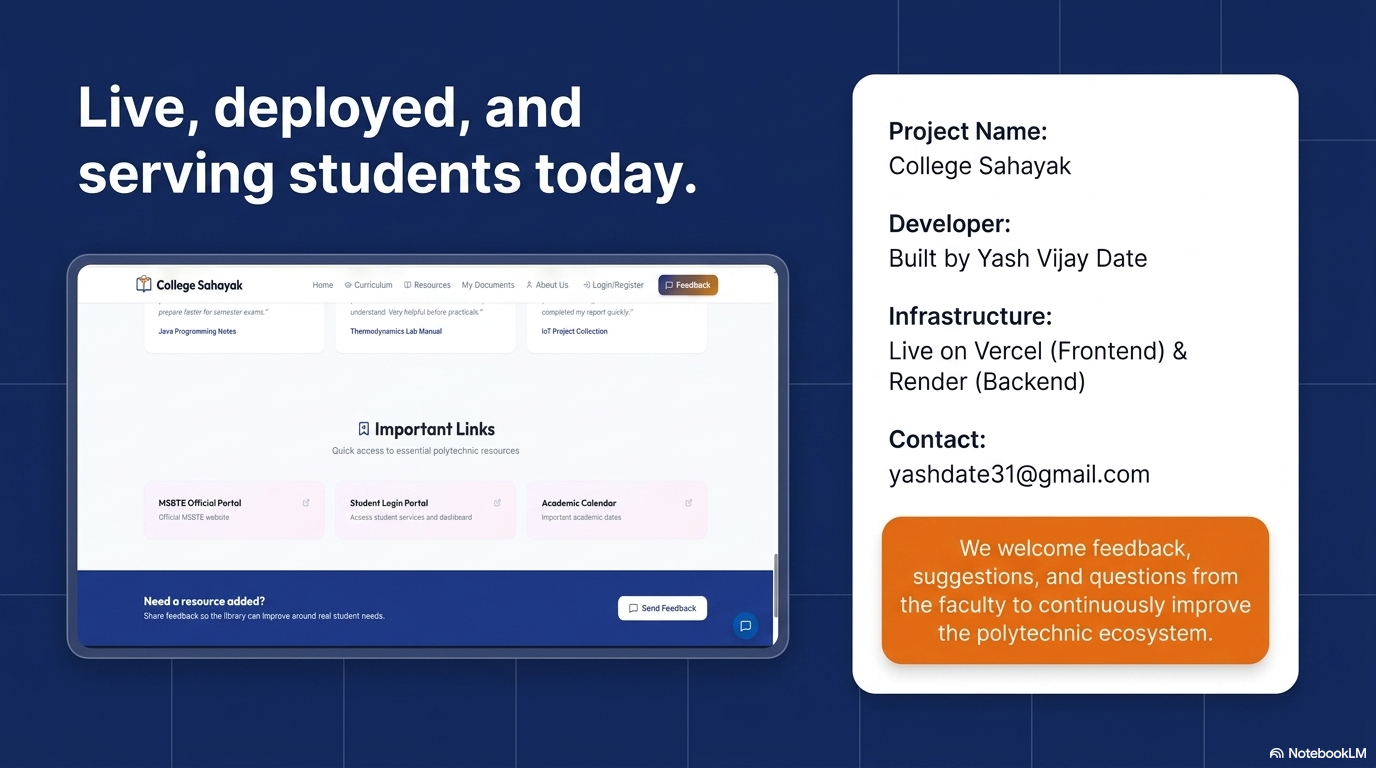 Live, deployed, and
serving students today.
College Sahayak
Home
Curriculum
Resources
My Documents
About Us
Login/Register
Feedback
prepare faster for semester exams."
understand. Very helpful before practicals."
completed my report quickly."
Java Programming Notes
Thermodynamics Lab Manual
IoT Project Collection
Important Links
Quick access to essential polytechnic resources
MSBTE Official Portal
Official MSSTE website
Student Login Portal
Access student services and dashboard
Academic Calendar
Important academic dates
Need a resource added?
Share feedback so the library can improve around real student needs.
Send Feedback
Project Name:
College Sahayak
Developer:
Built by Yash Vijay Date
Infrastructure:
Live on Vercel (Frontend) &
Render (Backend)
Contact:
yashdate31@gmail.com
We welcome feedback,
suggestions, and questions from
the faculty to continuously improve
the polytechnic ecosystem.
NotebookLM